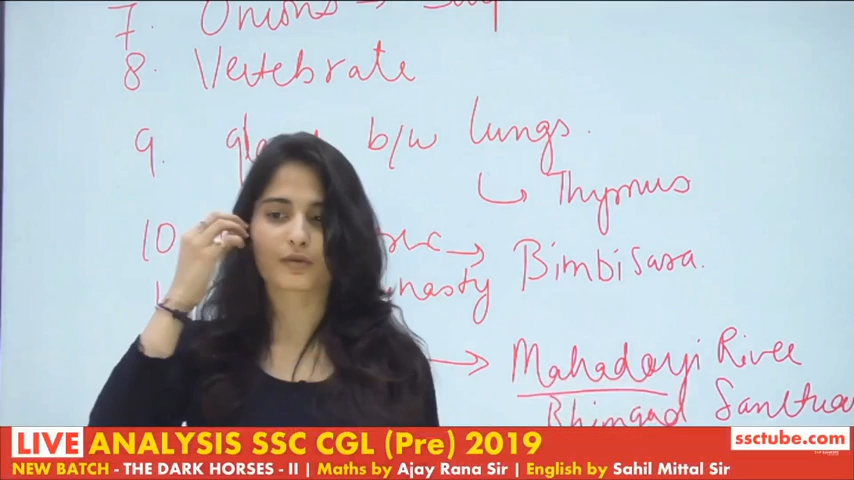 7 Onions →
8. Vertebrate
9. b/w lungs.
↳ Thymus
10 → Bimbisara.
→ Mahadayi River
Bhimgad
LIVE ANALYSIS SSC CGL (Pre) 2019
ssctube.com
NEW BATCH - THE DARK HORSES - II | Maths by Ajay Rana Sir | English by Sahil Mittal Sir